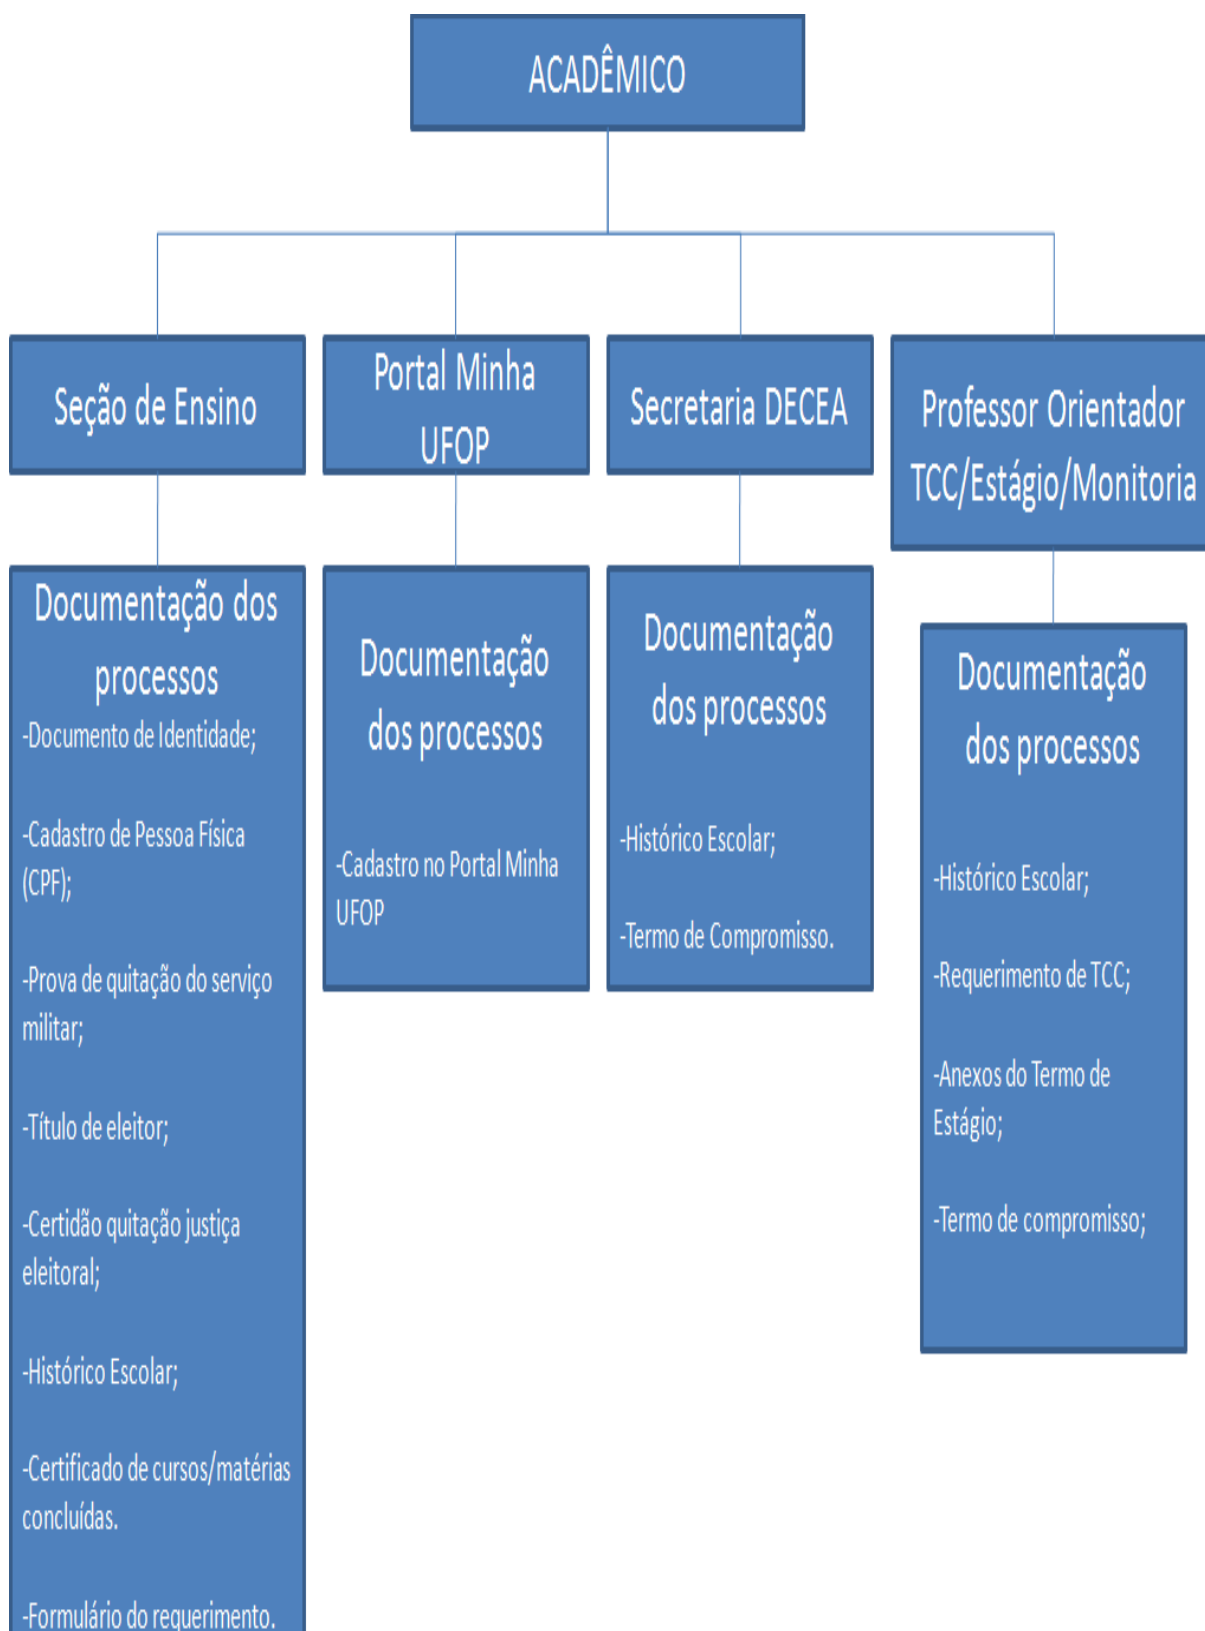 ACADÊMICO
Seção de Ensino
Portal Minha
UFOP
Secretaria DECEA
Professor Orientador
TCC/Estágio/Monitoria
Documentação dos
processos
-Documento de Identidade;
-Cadastro de Pessoa Física
(CPF);
-Prova de quitação do serviço
militar;
-Título de eleitor;
-Certidão quitação justiça
eleitoral;
-Histórico Escolar;
-Certificado de cursos/matérias
concluídas.
-Formulário do requerimento.
Documentação
dos processos
-Cadastro no Portal Minha
UFOP
Documentação
dos processos
-Histórico Escolar;
-Termo de Compromisso.
Documentação
dos processos
-Histórico Escolar;
-Requerimento de TCC;
-Anexos do Termo de
Estágio;
-Termo de compromisso;